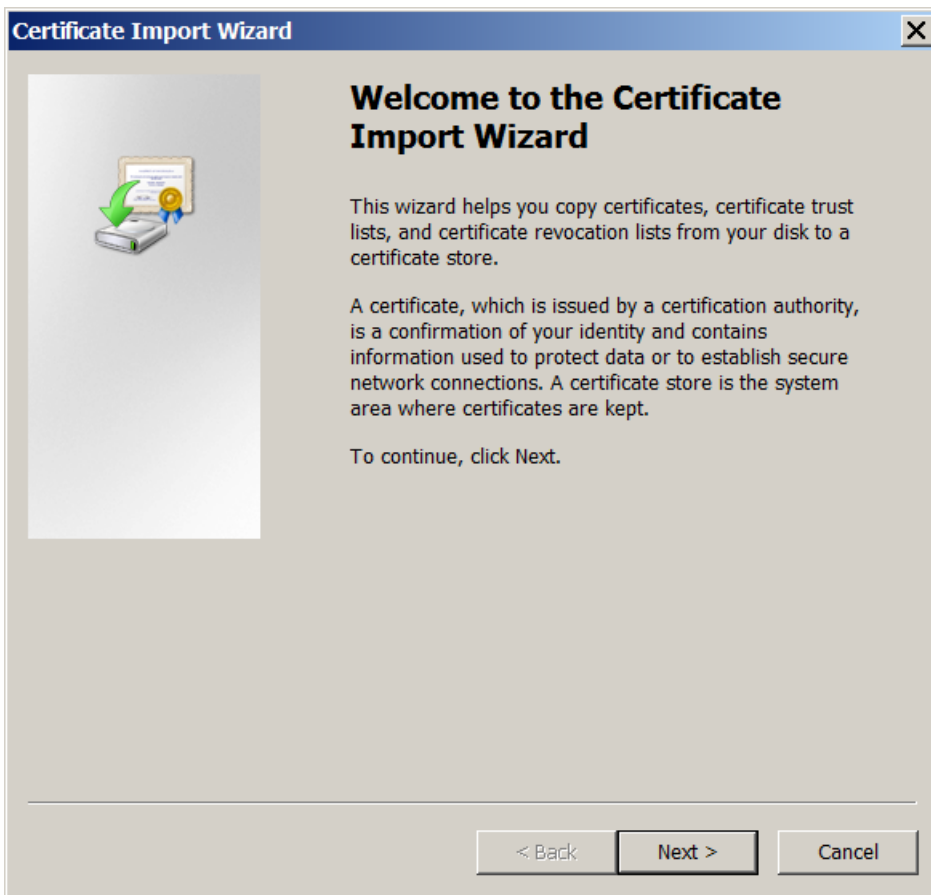 Certificate Import Wizard
Welcome to the Certificate
Import Wizard
This wizard helps you copy certificates, certificate trust
lists, and certificate revocation lists from your disk to a
certificate store.
A certificate, which is issued by a certification authority,
is a confirmation of your identity and contains
information used to protect data or to establish secure
network connections. A certificate store is the system
area where certificates are kept.
To continue, click Next.
< Back
Next >
Cancel